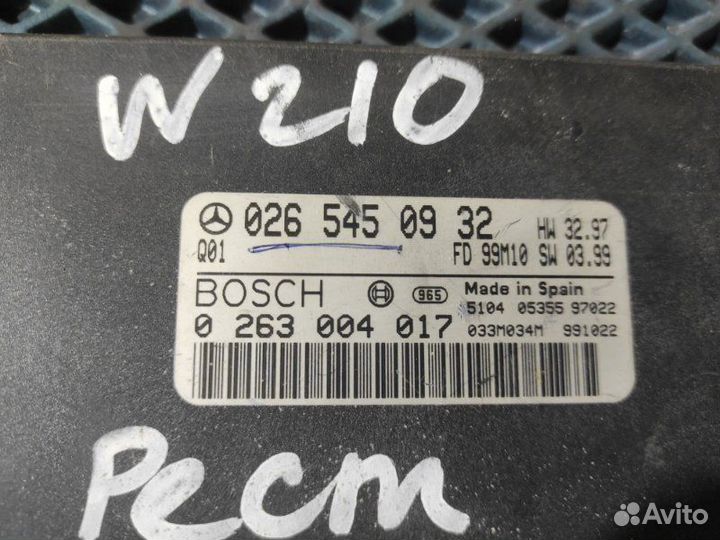 W210
026 545 09 32 HW 32.97
Q01 FD 99M10 SW 03.99
BOSCH 965 Made in Spain
5104 05355 97022
0 263 004 017 033M034M 991022
Рест
Avito